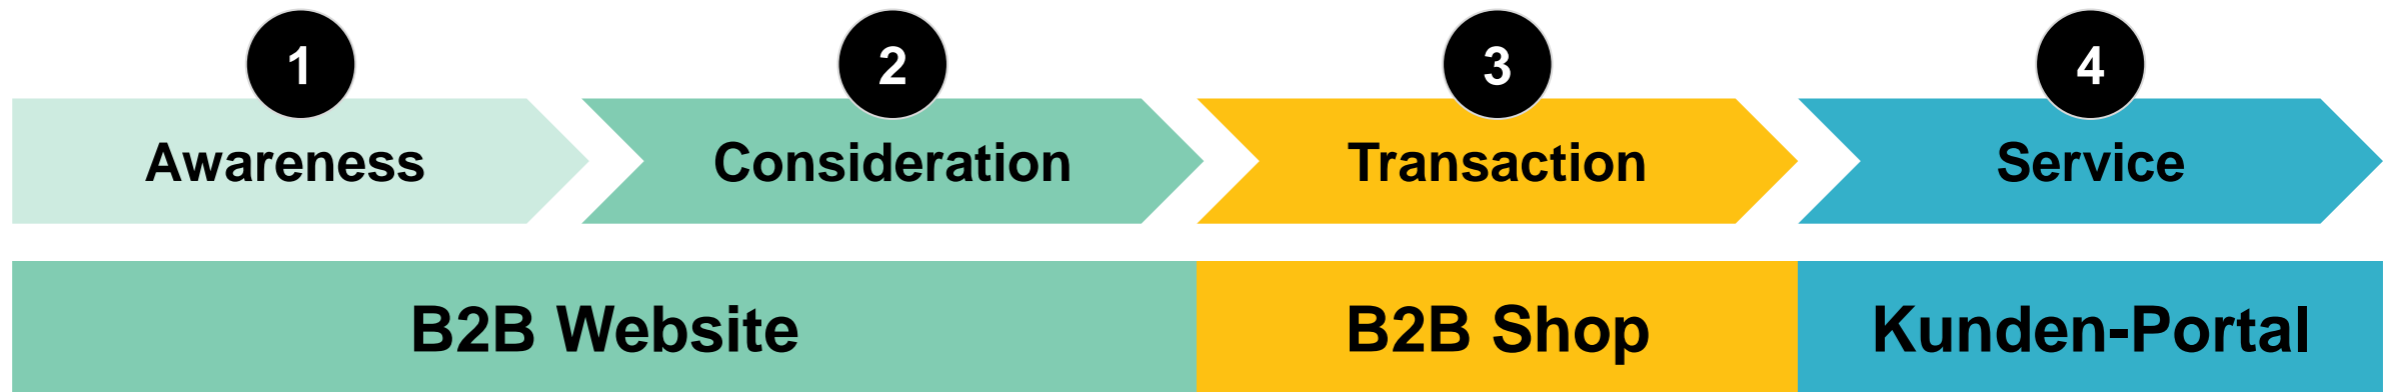 1
2
3
4
Awareness
Consideration
Transaction
Service
B2B Website
B2B Shop
Kunden-Portal